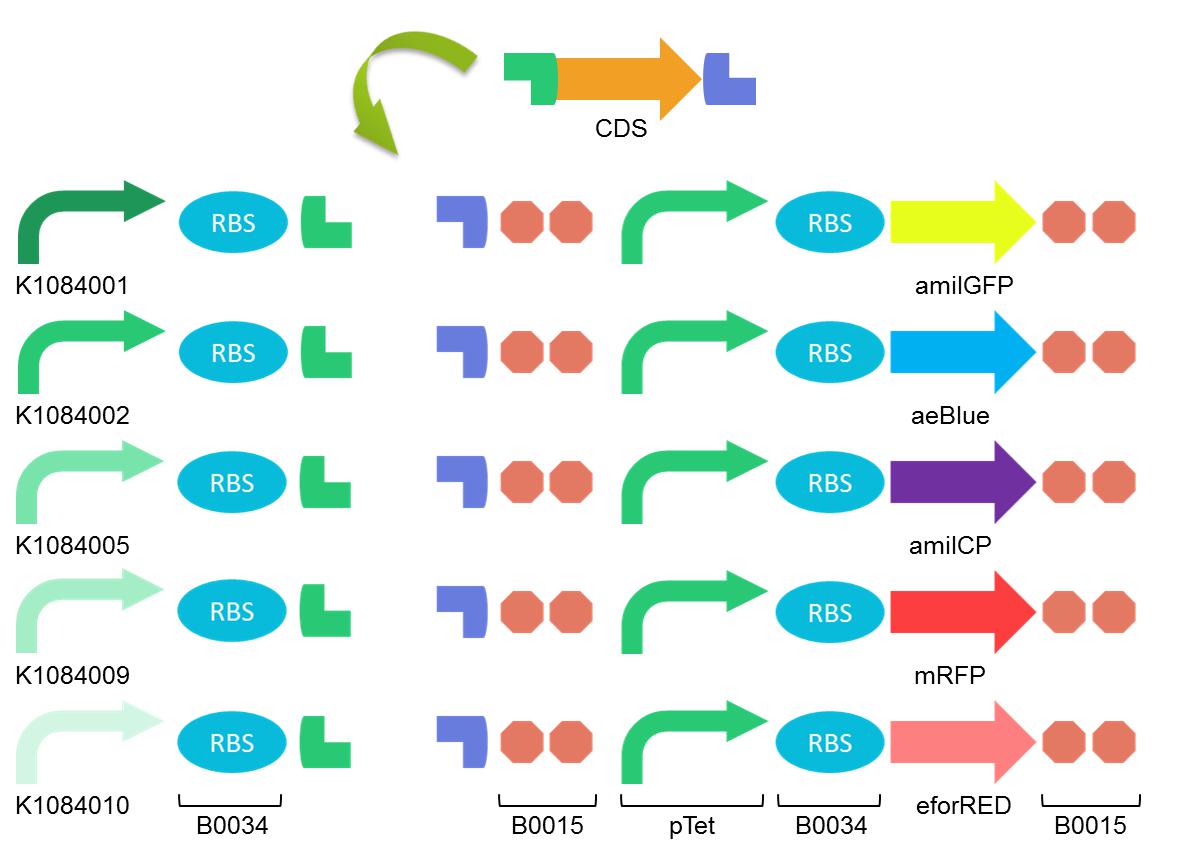 CDS
RBS RBS
K1084001 amilGFP
RBS RBS
K1084002 aeBlue
RBS RBS
K1084005 amilCP
RBS RBS
K1084009 mRFP
RBS RBS
K1084010 eforRED
B0034 B0015 pTet B0034 B0015